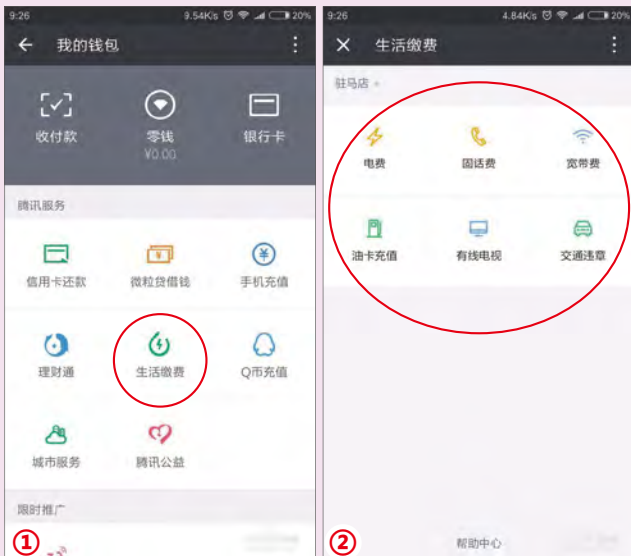 9:26 3.54K/s 20%
我的钱包
收付款 零钱 银行卡
¥0.00
腾讯服务
信用卡还款 微粒贷借钱 手机充值
理财通 生活缴费 Q币充值
城市服务 腾讯公益
限时推广
①
9:26 4.84K/s 20%
生活缴费
驻马店
电费 固话费 宽带费
油卡充值 有线电视 交通违章
帮助中心
②